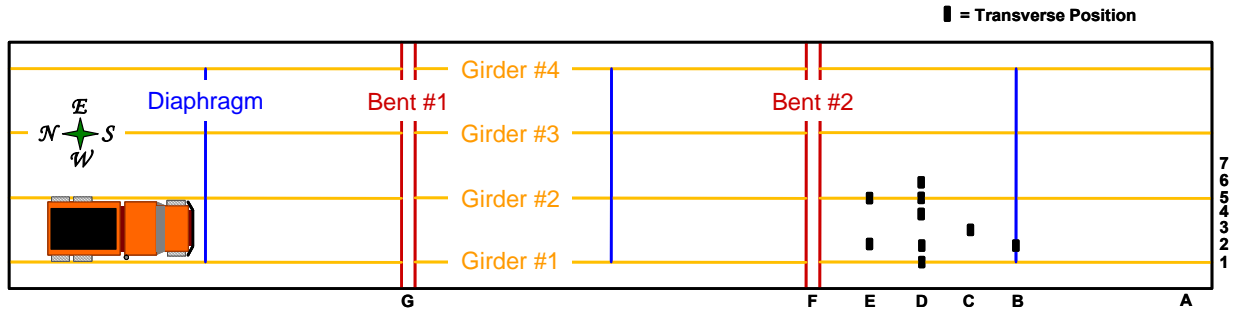 = Transverse Position
Girder #4
Diaphragm
Bent #1
Bent #2
E
N S
W
Girder #3
7
6
Girder #2
5
4
3
2
Girder #1
1
G
F
E
D
C
B
A